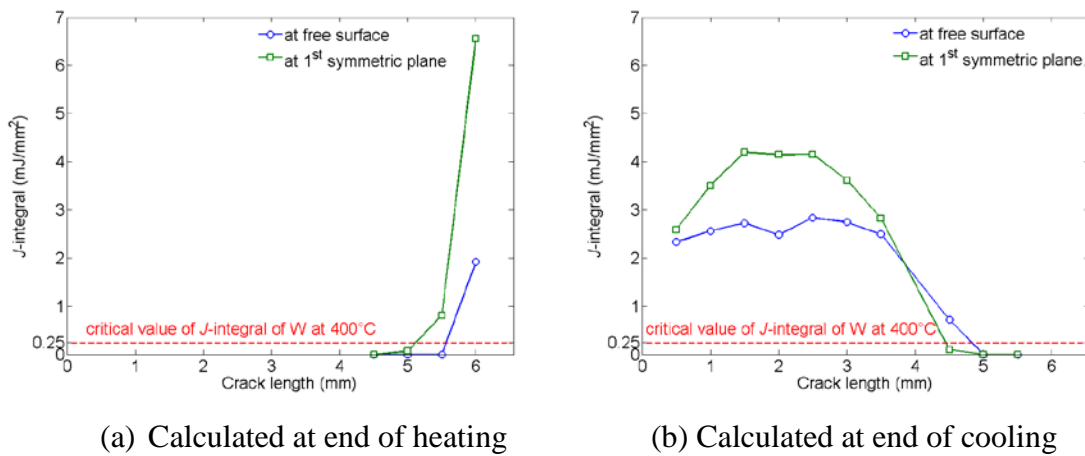 7
6
5
4
3
2
1
0.25
0
J-integral (mJ/mm²)
at free surface
at 1st symmetric plane
critical value of J-integral of W at 400°C
0 1 2 3 4 5 6
Crack length (mm)
(a) Calculated at end of heating
7
6
5
4
3
2
1
0.25
0
J-integral (mJ/mm²)
at free surface
at 1st symmetric plane
critical value of J-integral of W at 400°C
0 1 2 3 4 5 6
Crack length (mm)
(b) Calculated at end of cooling